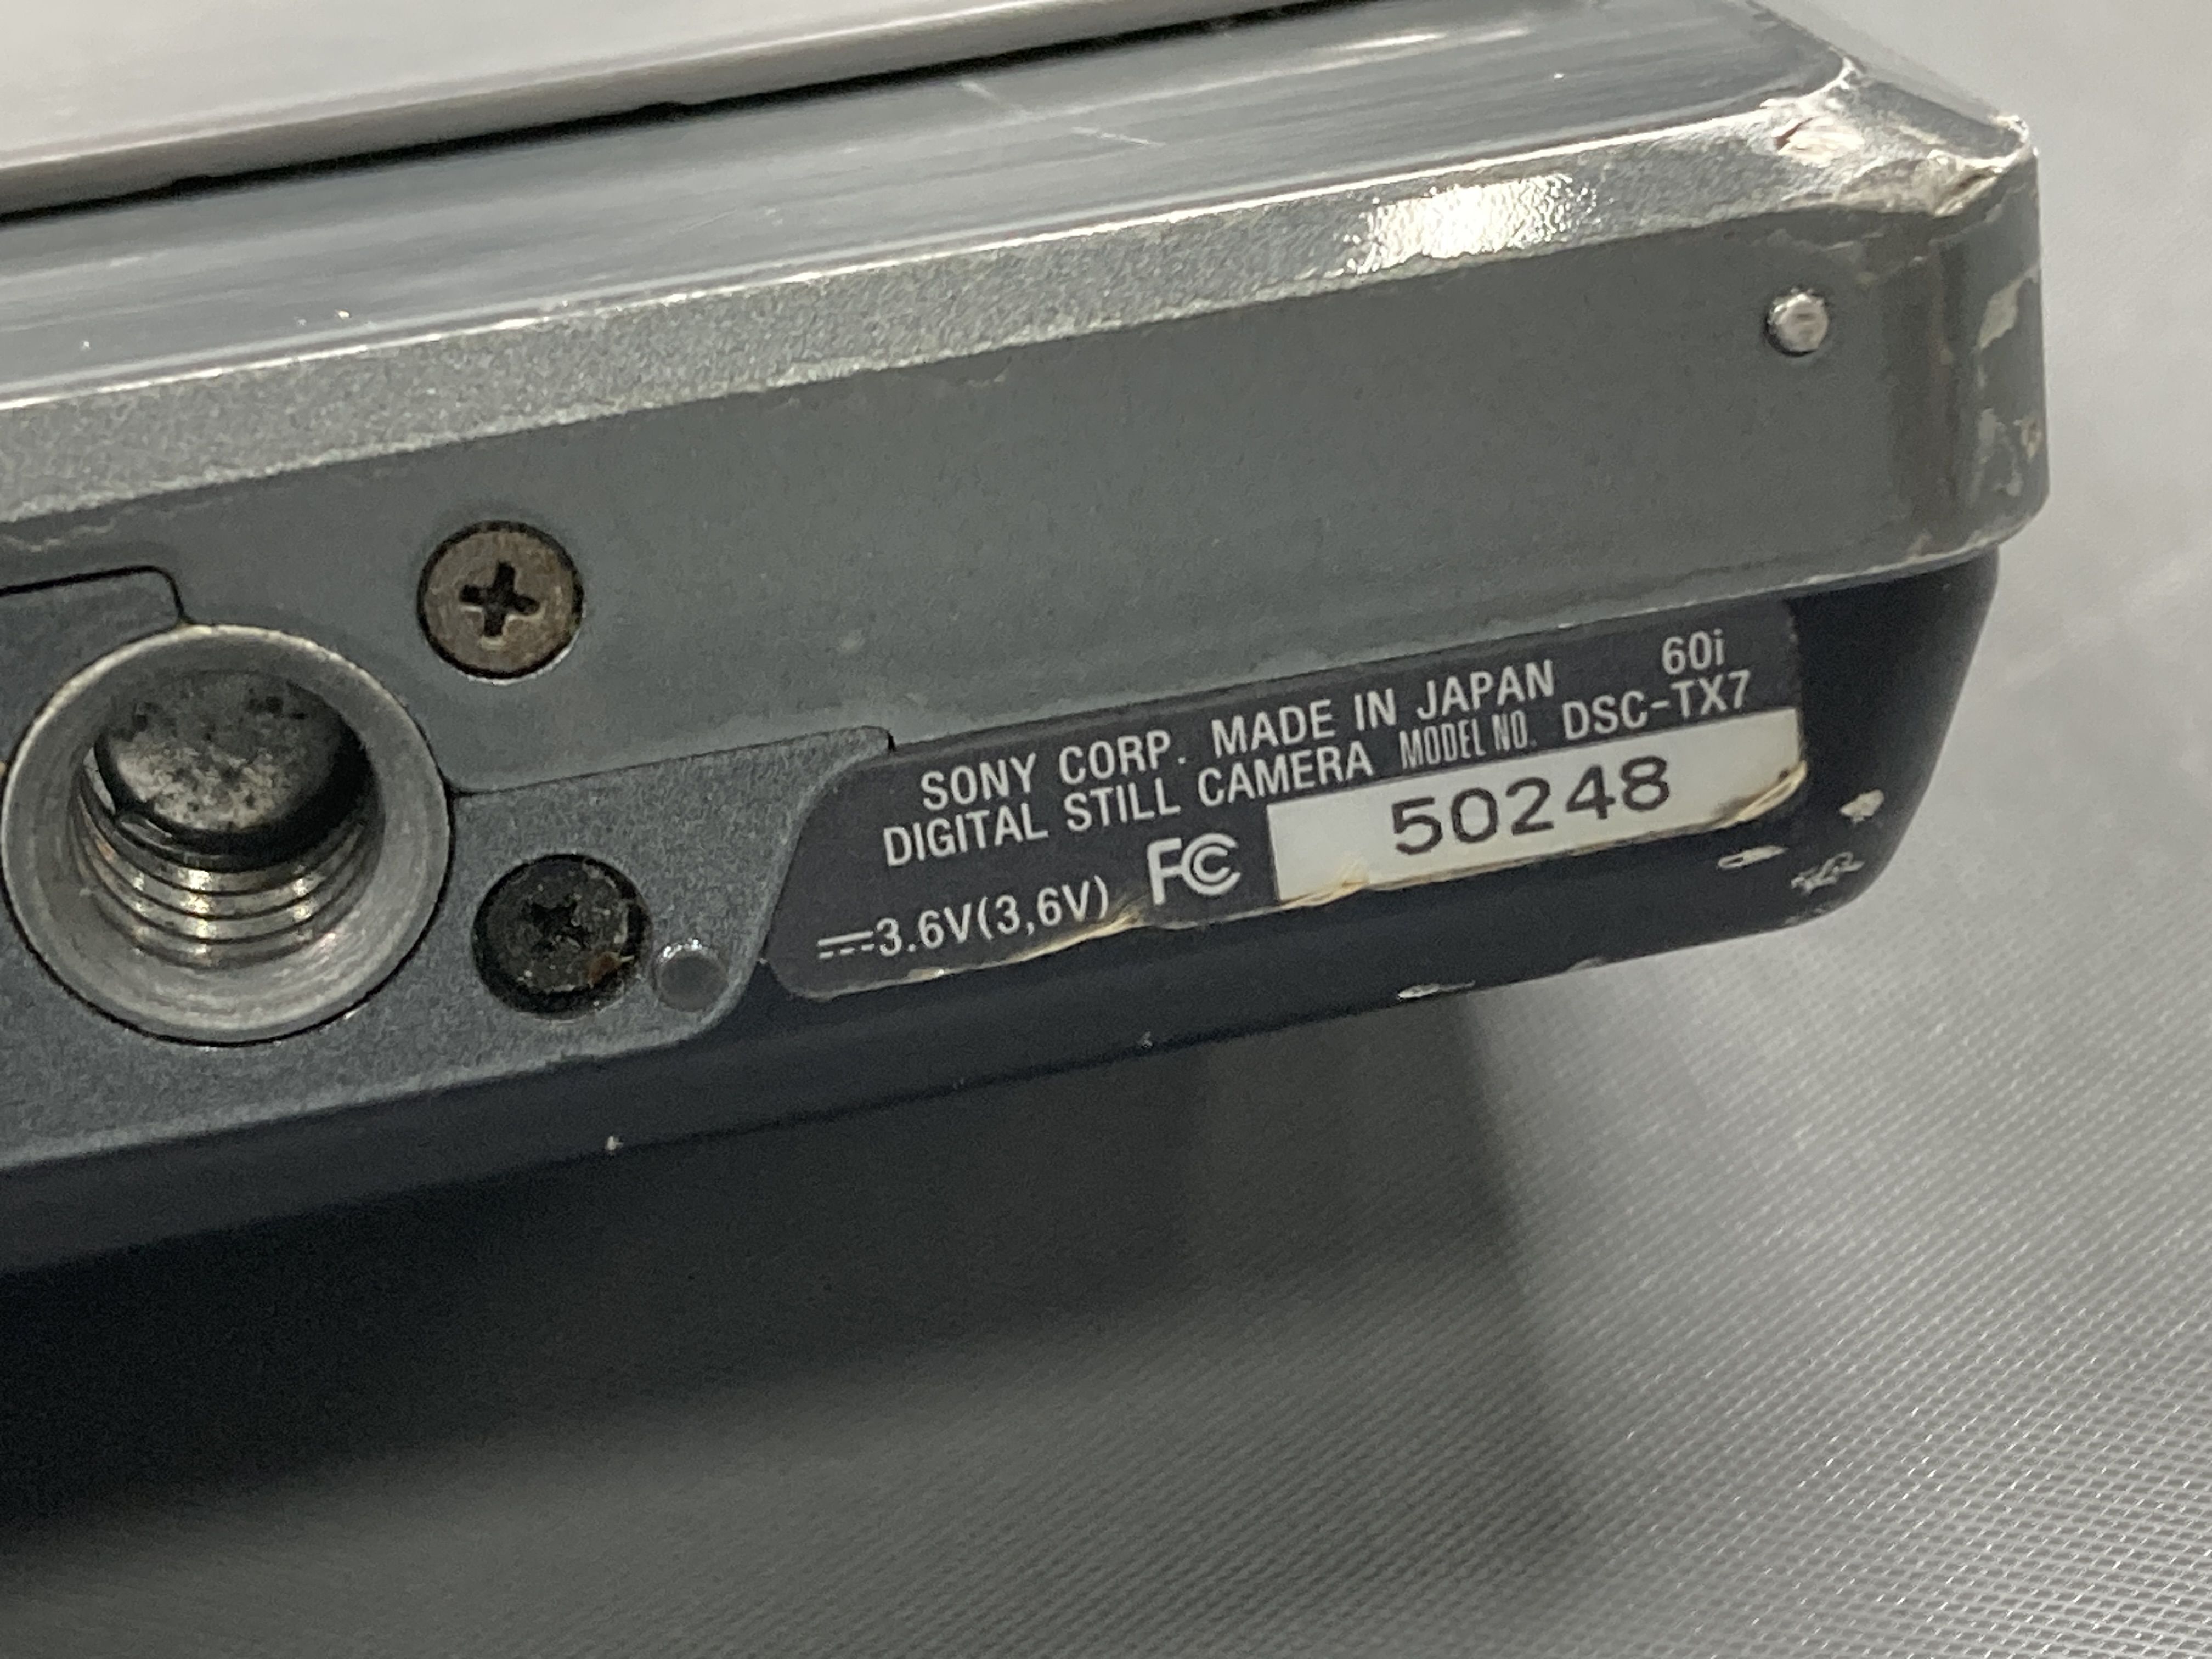 60i
SONY CORP. MADE IN JAPAN
DIGITAL STILL CAMERA MODEL NO. DSC-TX7
⎓3.6V(3,6V) FC 50248